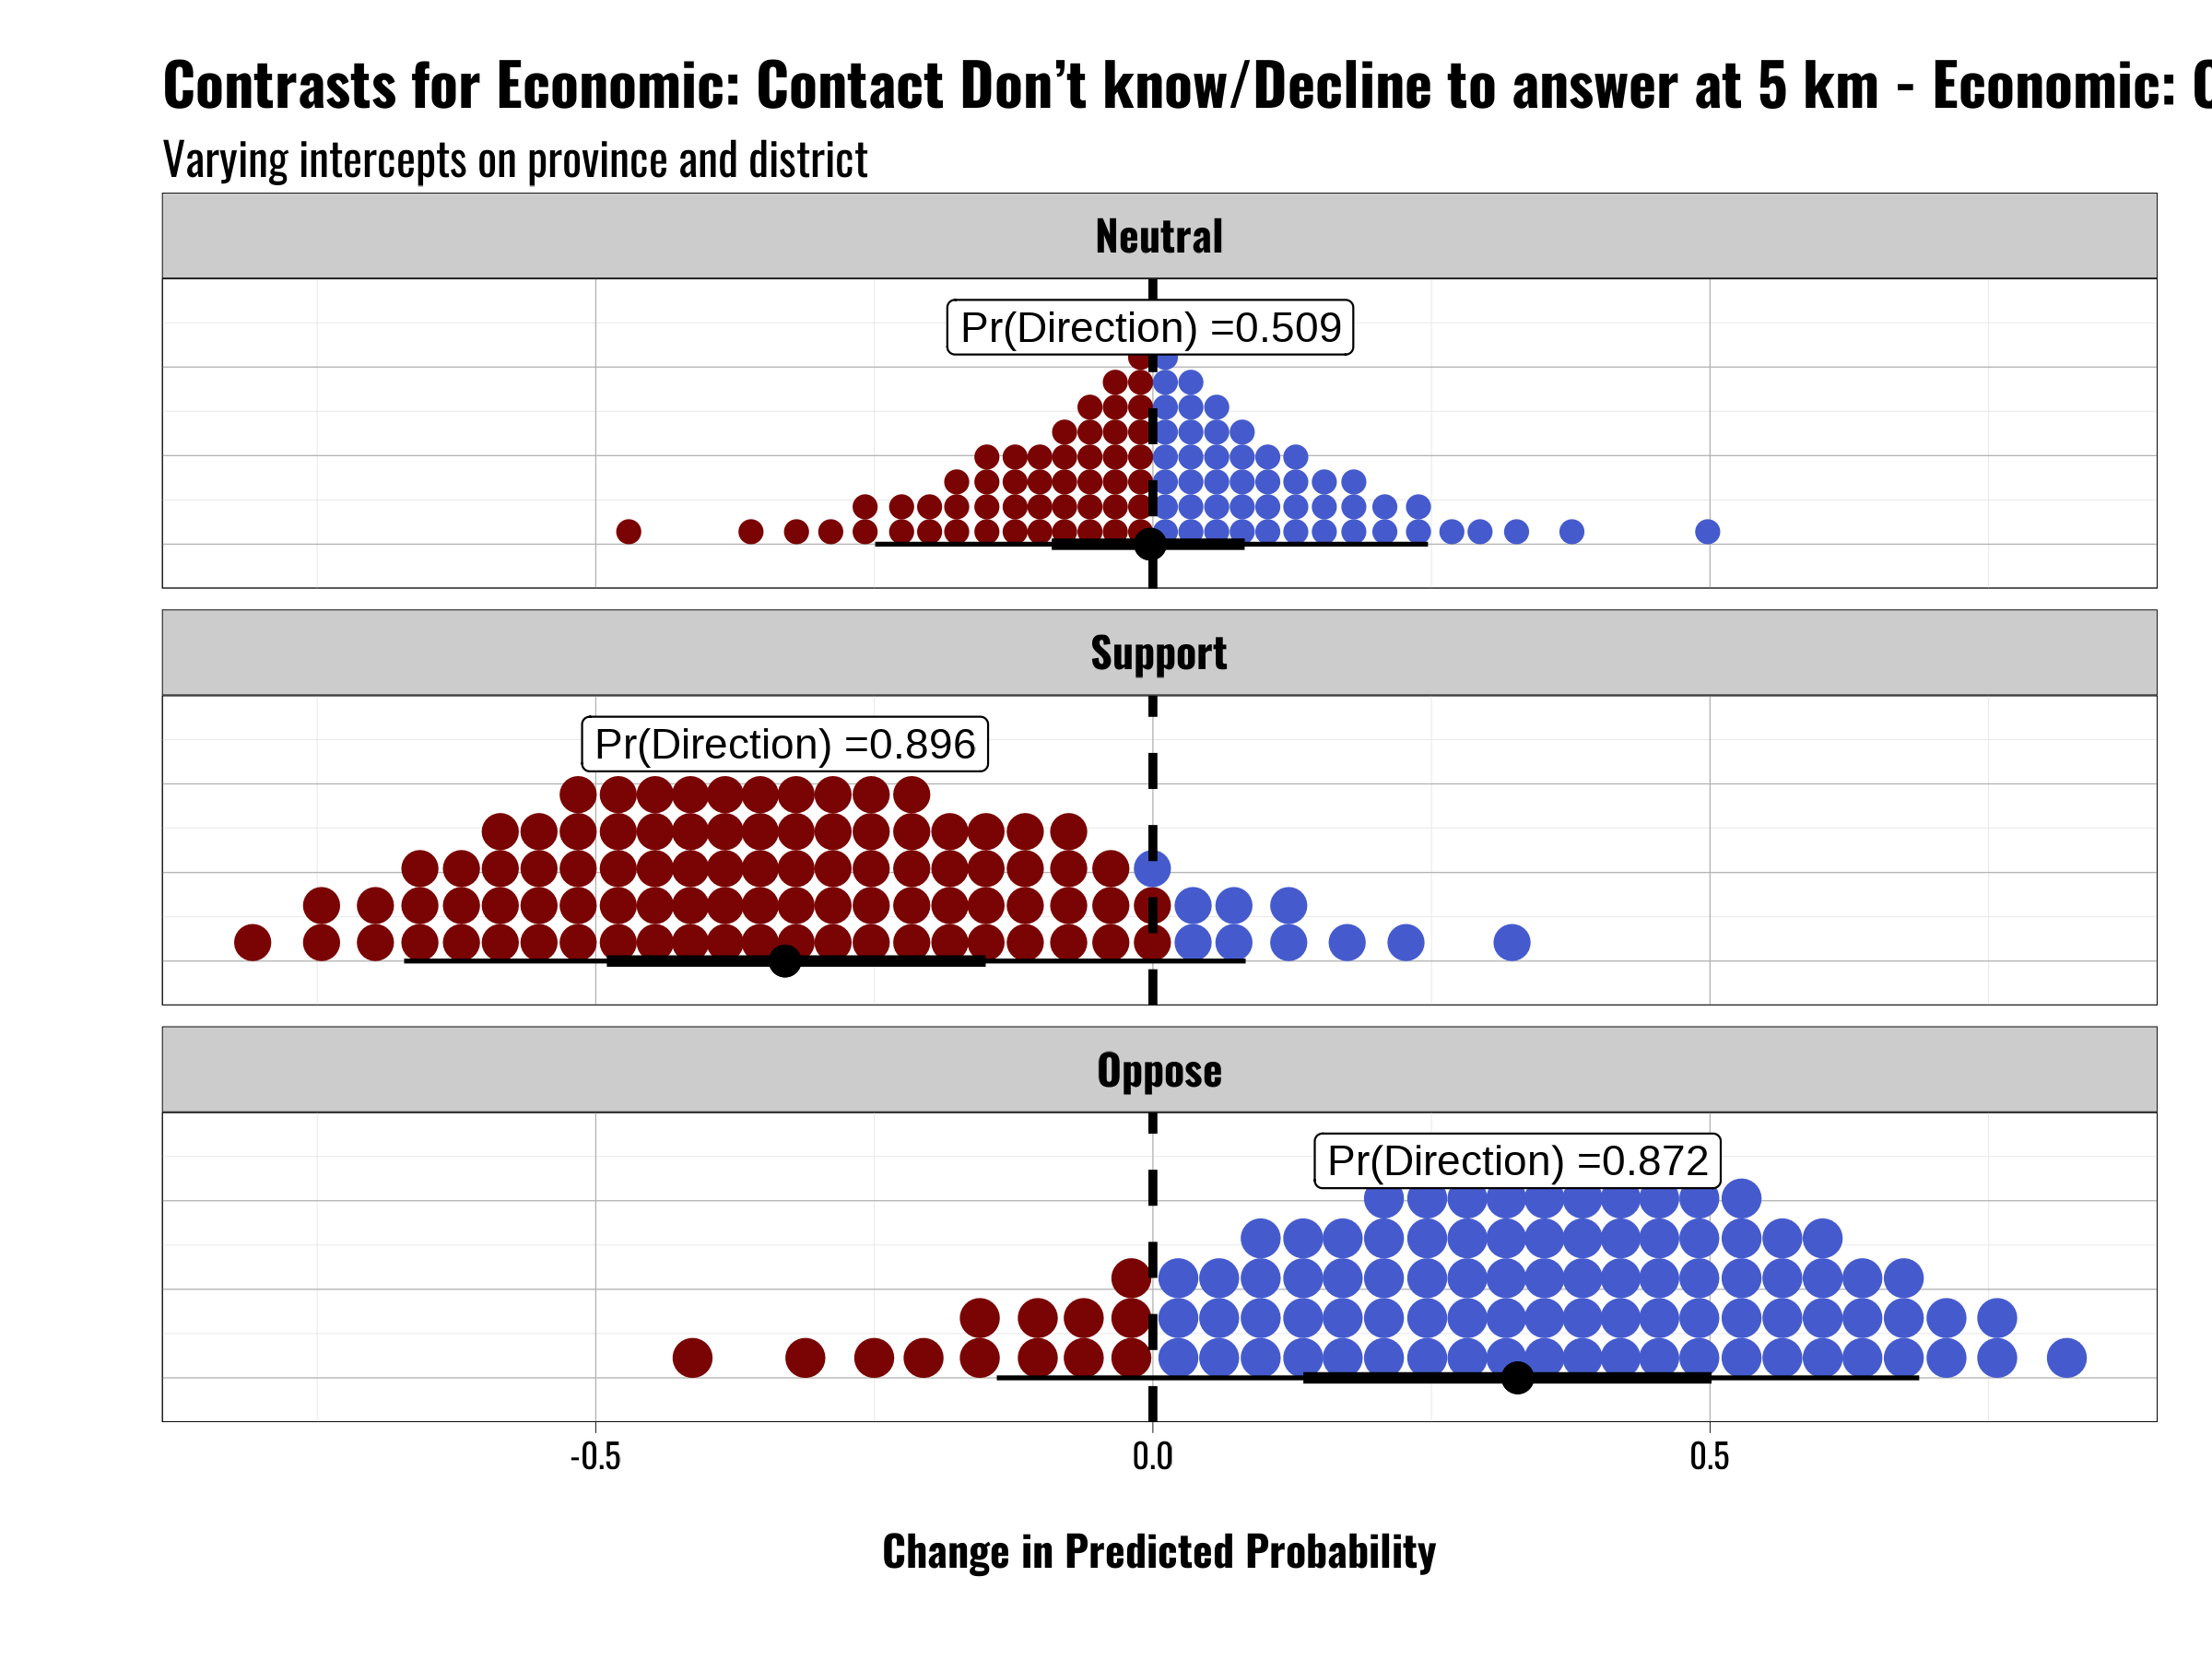 Contrasts for Economic: Contact Don’t know/Decline to answer at 5 km - Economic:
Varying intercepts on province and district
Neutral
Pr(Direction) =0.509
Support
Pr(Direction) =0.896
Oppose
Pr(Direction) =0.872
-0.5 0.0 0.5
Change in Predicted Probability